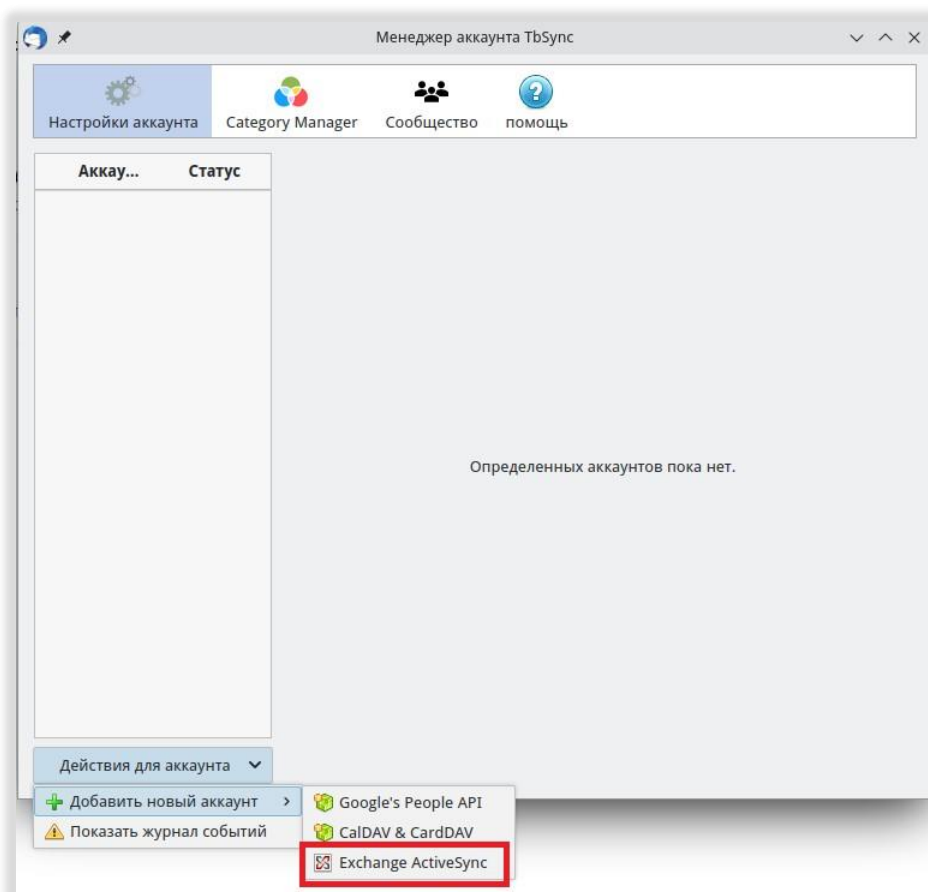 Менеджер аккаунта TbSync
Настройки аккаунта Category Manager Сообщество помощь
Аккау... Статус
Определенных аккаунтов пока нет.
Действия для аккаунта
Добавить новый аккаунт
Показать журнал событий
Google's People API
CalDAV & CardDAV
Exchange ActiveSync